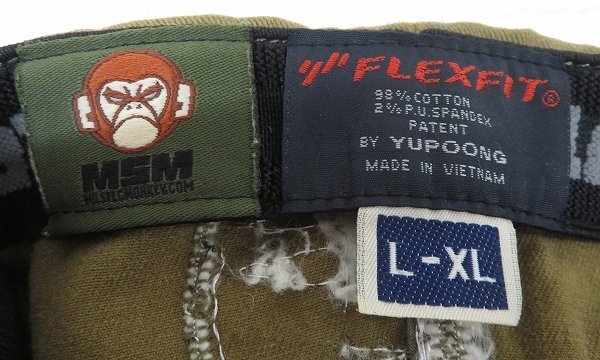 MSM
MILSPECMONKEY.COM
FLEXFIT®
98% COTTON
2% P.U. SPANDEX
PATENT
BY YUPOONG
MADE IN VIETNAM
L-XL